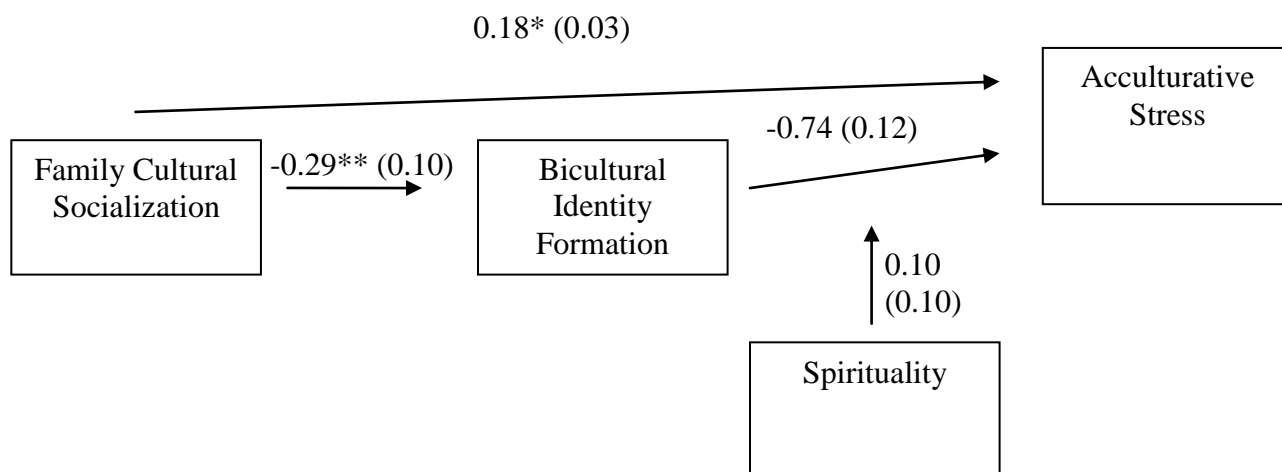 0.18* (0.03)
Acculturative
Stress
-0.74 (0.12)
Family Cultural
Socialization
-0.29** (0.10)
Bicultural
Identity
Formation
0.10
(0.10)
Spirituality